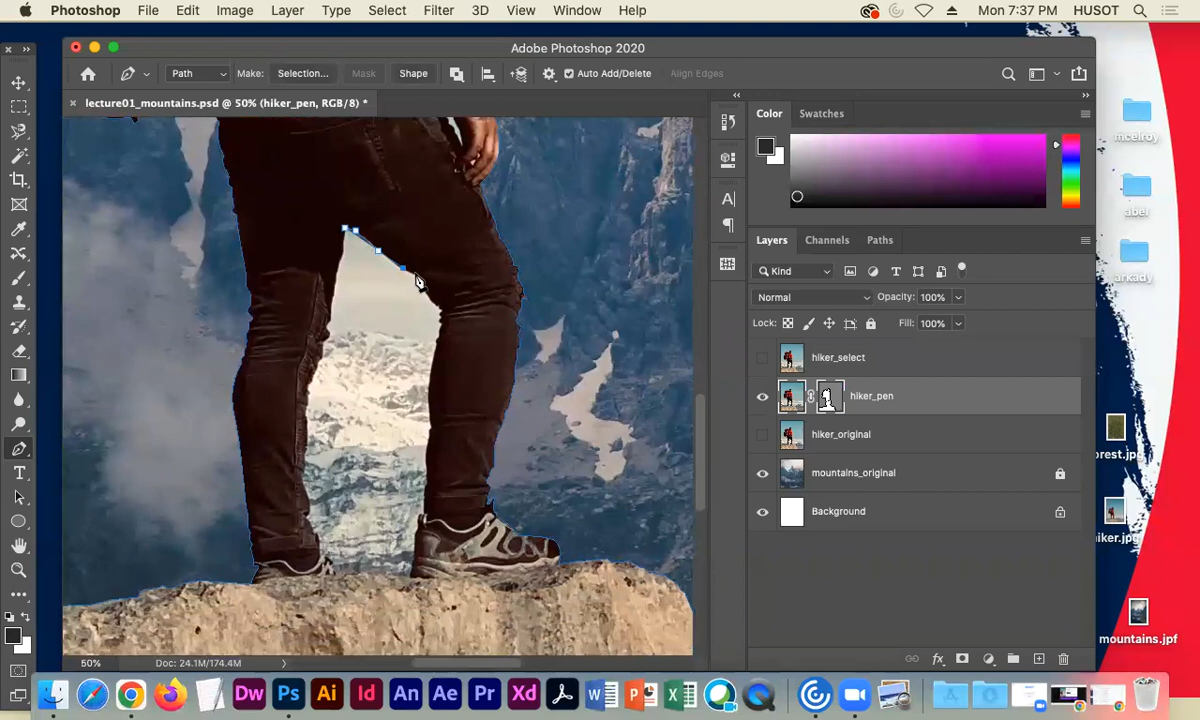 Photoshop File Edit Image Layer Type Select Filter 3D View Window Help Mon 7:37 PM HUSOT
Adobe Photoshop 2020
Path Make: Selection... Mask Shape Auto Add/Delete Align Edges
lecture01_mountains.psd @ 50% (hiker_pen, RGB/8) *
Color Swatches
mcelroy
abel
Layers Channels Paths
arkady
Kind
Normal Opacity: 100%
Lock: Fill: 100%
hiker_select
hiker_pen
hiker_original
orest.jpg
mountains_original
Background
iker.jpg
mountains.jpf
50% Doc: 24.1M/174.4M
Dw Ps Ai Id An Ae Pr Xd W P X